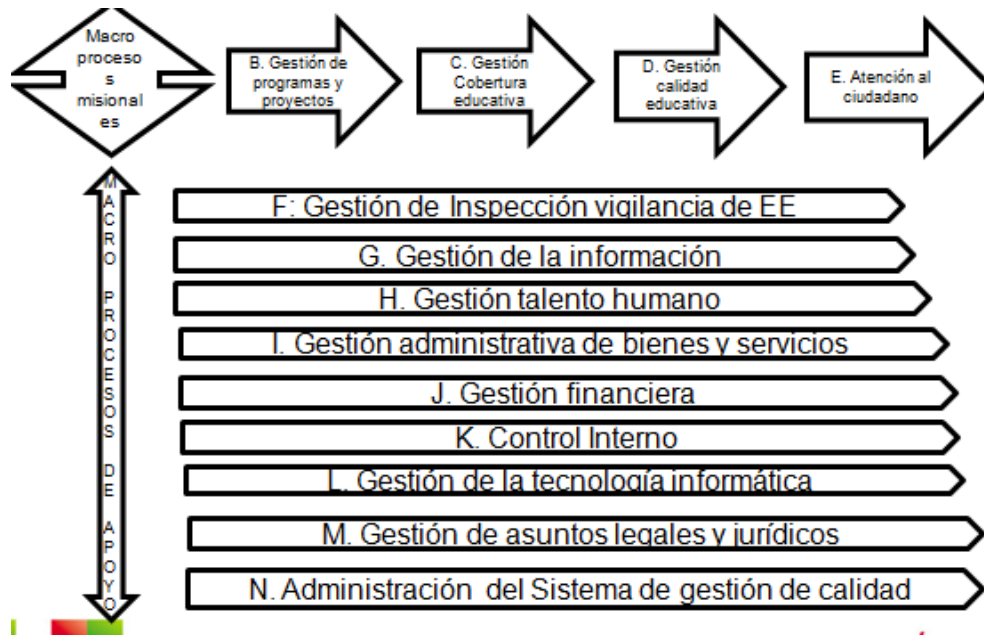 Macro
proceso
s
misional
es
B. Gestión de
programas y
proyectos
C. Gestión
Cobertura
educativa
D. Gestión
calidad
educativa
E. Atención al
ciudadano
MACRO PROCESOS DE APOYO
F: Gestión de Inspección vigilancia de EE
G. Gestión de la información
H. Gestión talento humano
I. Gestión administrativa de bienes y servicios
J. Gestión financiera
K. Control Interno
L. Gestión de la tecnología informática
M. Gestión de asuntos legales y jurídicos
N. Administración del Sistema de gestión de calidad